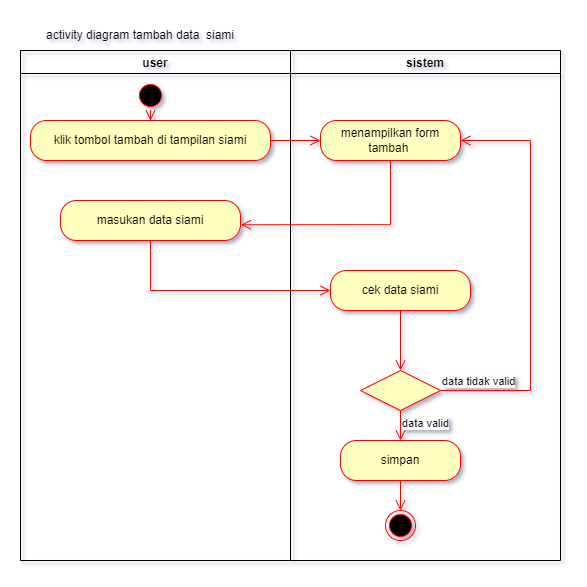 activity diagram tambah data  siami
user
sistem
klik tombol tambah di tampilan siami
menampilkan form
tambah
masukan data siami
cek data siami
data tidak valid
data valid
simpan